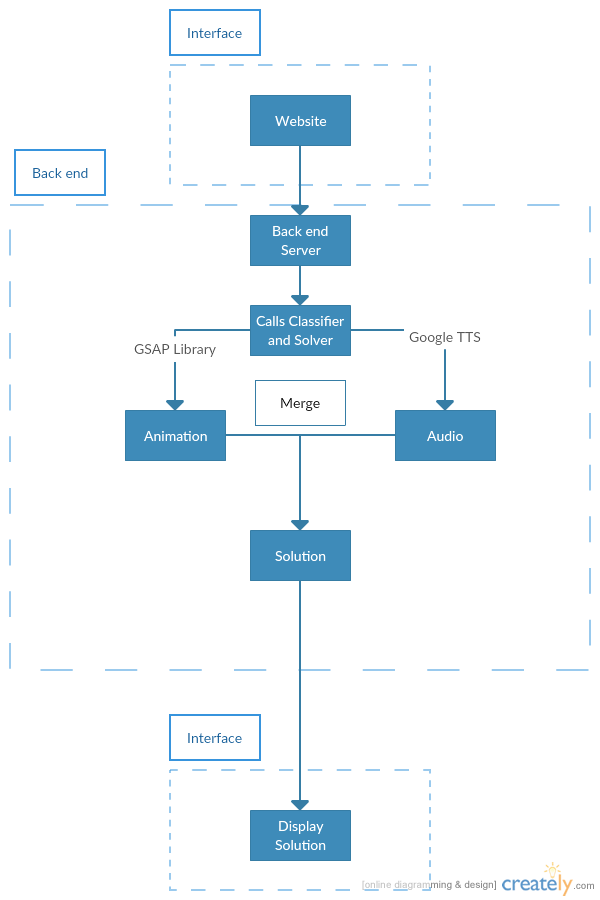 Interface
Website
Back end
Back end
Server
Calls Classifier
and Solver
GSAP Library
Google TTS
Merge
Animation
Audio
Solution
Interface
Display
Solution
[online diagramming & design] creately.com